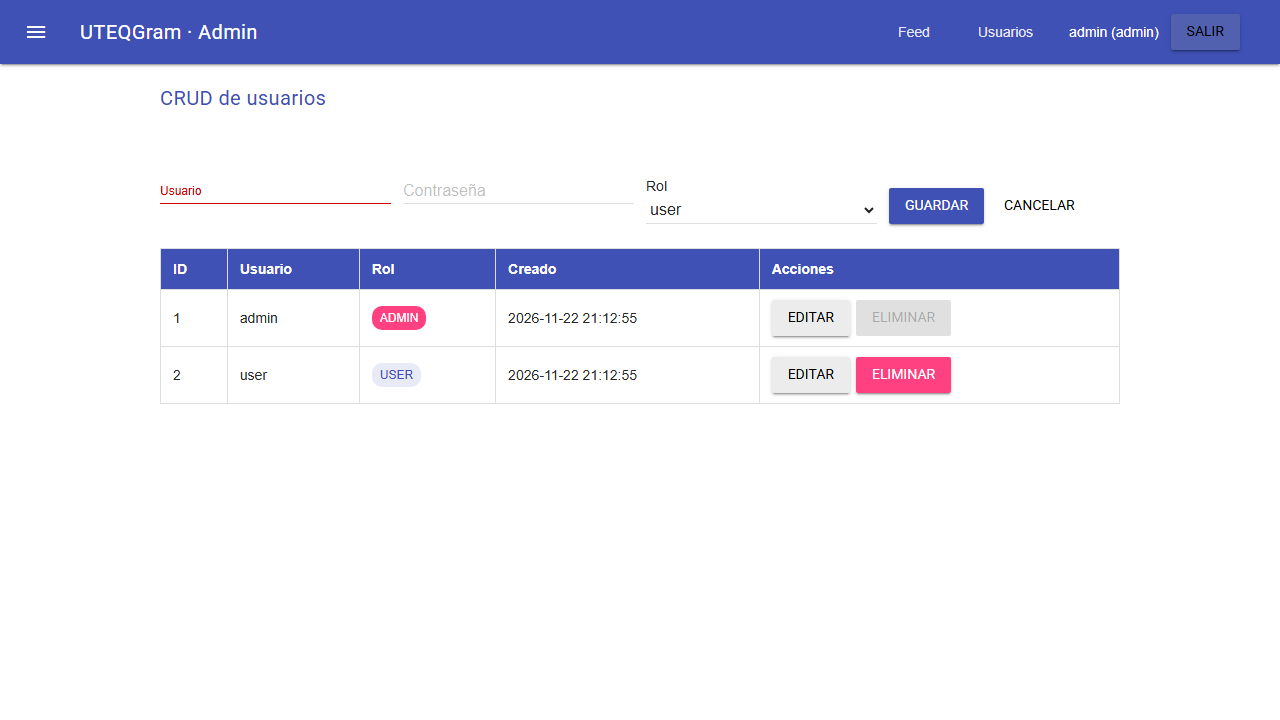 UTEQGram · Admin Feed Usuarios admin (admin) SALIR
CRUD de usuarios
Usuario Contraseña Rol
user GUARDAR CANCELAR
ID Usuario Rol Creado Acciones
1 admin ADMIN 2026-11-22 21:12:55 EDITAR ELIMINAR
2 user USER 2026-11-22 21:12:55 EDITAR ELIMINAR